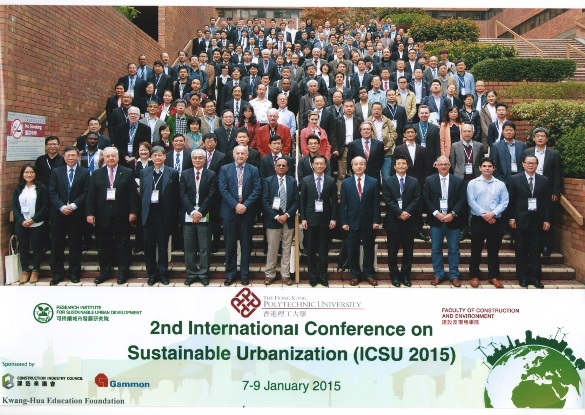 No Smoking
RESEARCH INSTITUTE
FOR SUSTAINABLE URBAN DEVELOPMENT
可持續城市發展研究院
THE HONG KONG
POLYTECHNIC UNIVERSITY
香港理工大學
FACULTY OF CONSTRUCTION
AND ENVIRONMENT
建設及環境學院
2nd International Conference on
Sustainable Urbanization (ICSU 2015)
7-9 January 2015
Sponsored by
CONSTRUCTION INDUSTRY COUNCIL
建造業議會
Gammon
Kwang-Hua Education Foundation